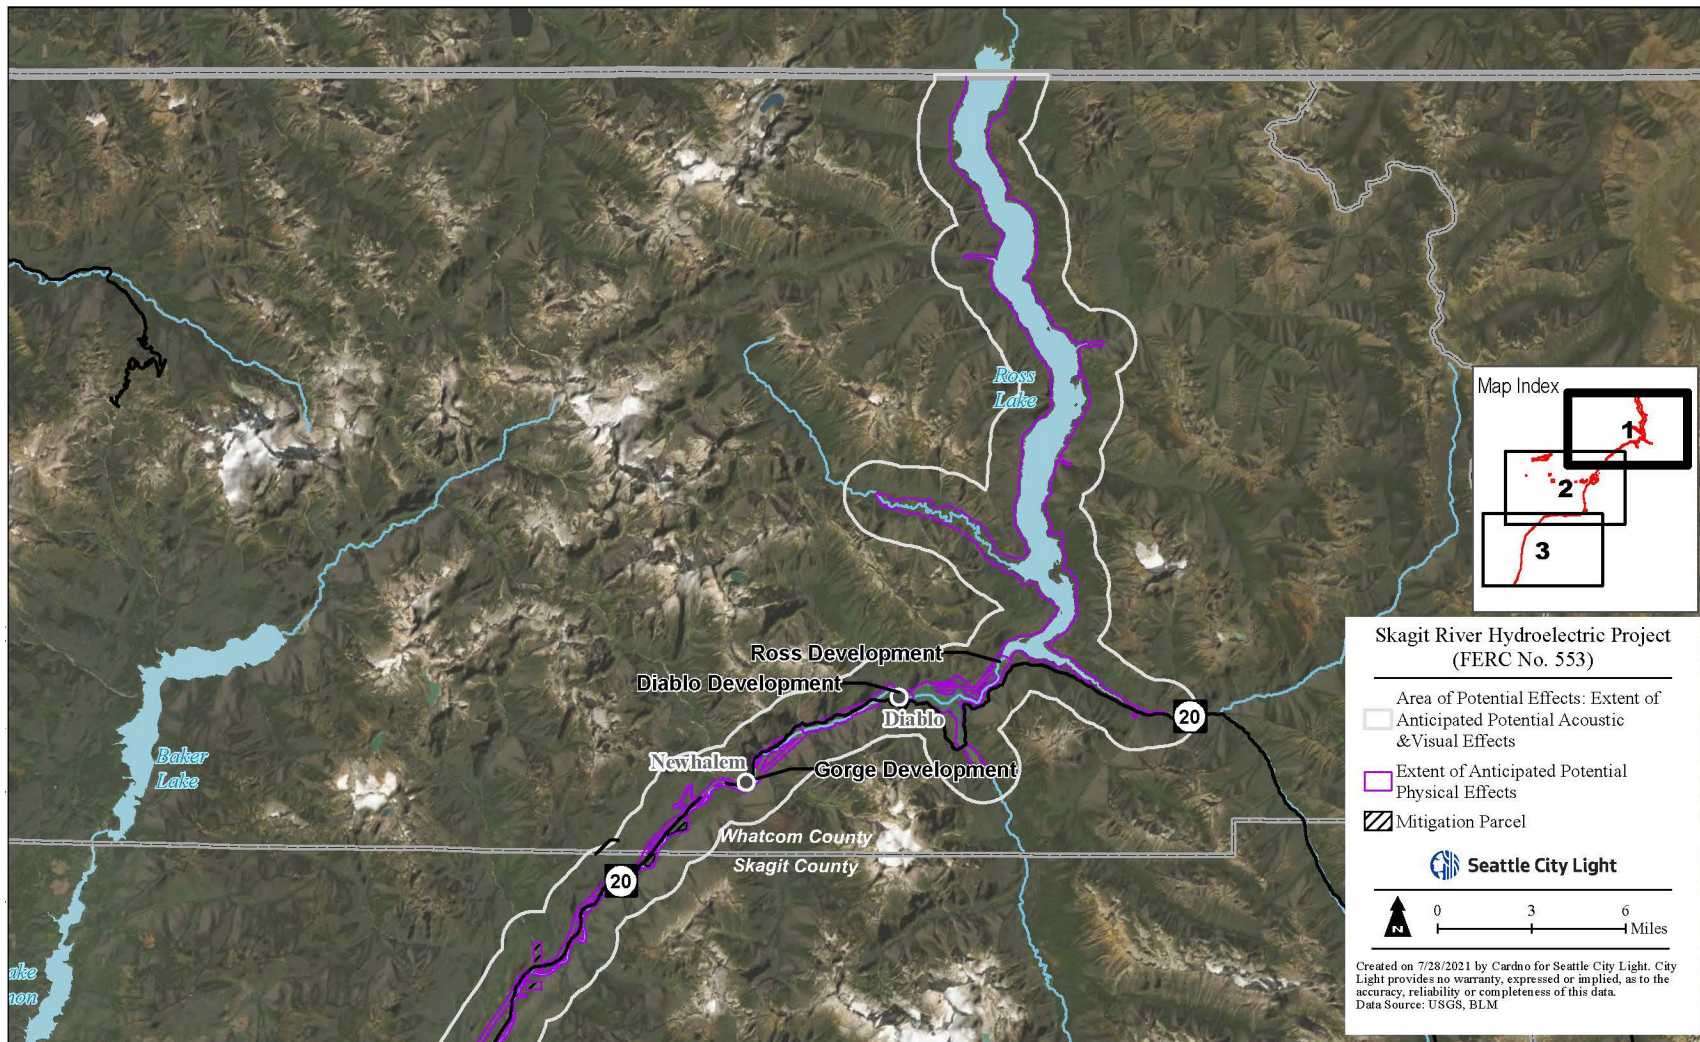 Ross
Lake
Map Index
1
2
3
Ross Development
Diablo Development
Diablo
20
Newhalem
Gorge Development
Baker
Lake
Whatcom County
Skagit County
20
ake
non
Skagit River Hydroelectric Project
(FERC No. 553)
Area of Potential Effects: Extent of
Anticipated Potential Acoustic
&Visual Effects
Extent of Anticipated Potential
Physical Effects
Mitigation Parcel
Seattle City Light
N
0 3 6
Miles
Created on 7/28/2021 by Cardno for Seattle City Light. City
Light provides no warranty, expressed or implied, as to the
accuracy, reliability or completeness of this data.
Data Source: USGS, BLM